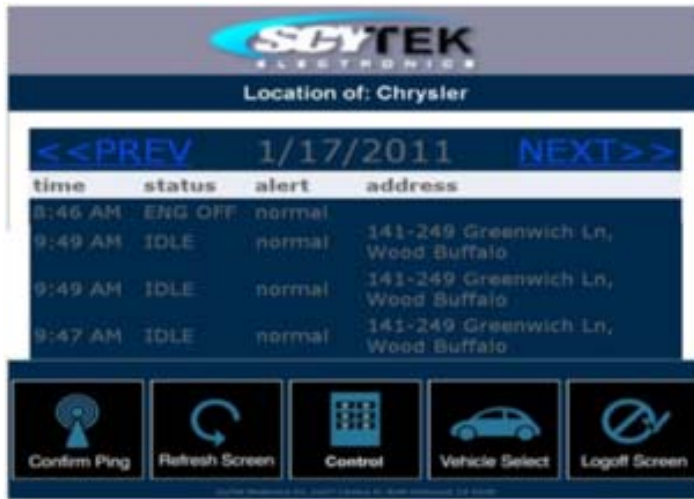 SCYTEK
ELECTRONICS
Location of: Chrysler
<<PREV 1/17/2011 NEXT>>
time status alert address
8:46 AM ENG OFF normal
9:49 AM IDLE normal 141-249 Greenwich Ln,
Wood Buffalo
9:49 AM IDLE normal 141-249 Greenwich Ln,
Wood Buffalo
9:47 AM IDLE normal 141-249 Greenwich Ln,
Wood Buffalo
Confirm Ping Refresh Screen Control Vehicle Select Logoff Screen